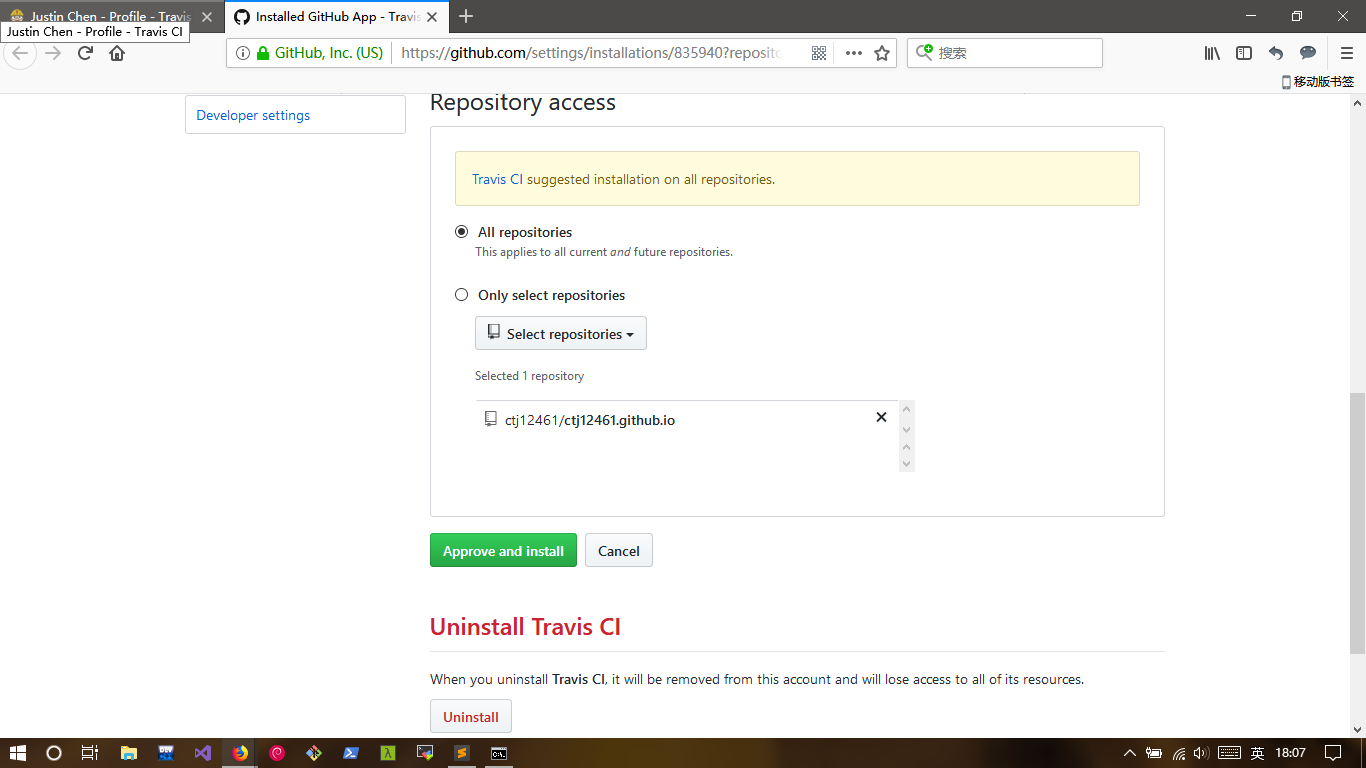 Justin Chen - Profile - Travis
Installed GitHub App - Travis
Justin Chen - Profile - Travis CI
GitHub, Inc. (US)
https://github.com/settings/installations/835940?reposito
搜索
移动版书签
Repository access
Developer settings
Travis CI suggested installation on all repositories.
All repositories
This applies to all current and future repositories.
Only select repositories
Select repositories
Selected 1 repository
ctj12461/ctj12461.github.io
Approve and install
Cancel
Uninstall Travis CI
When you uninstall Travis CI, it will be removed from this account and will lose access to all of its resources.
Uninstall
英
18:07